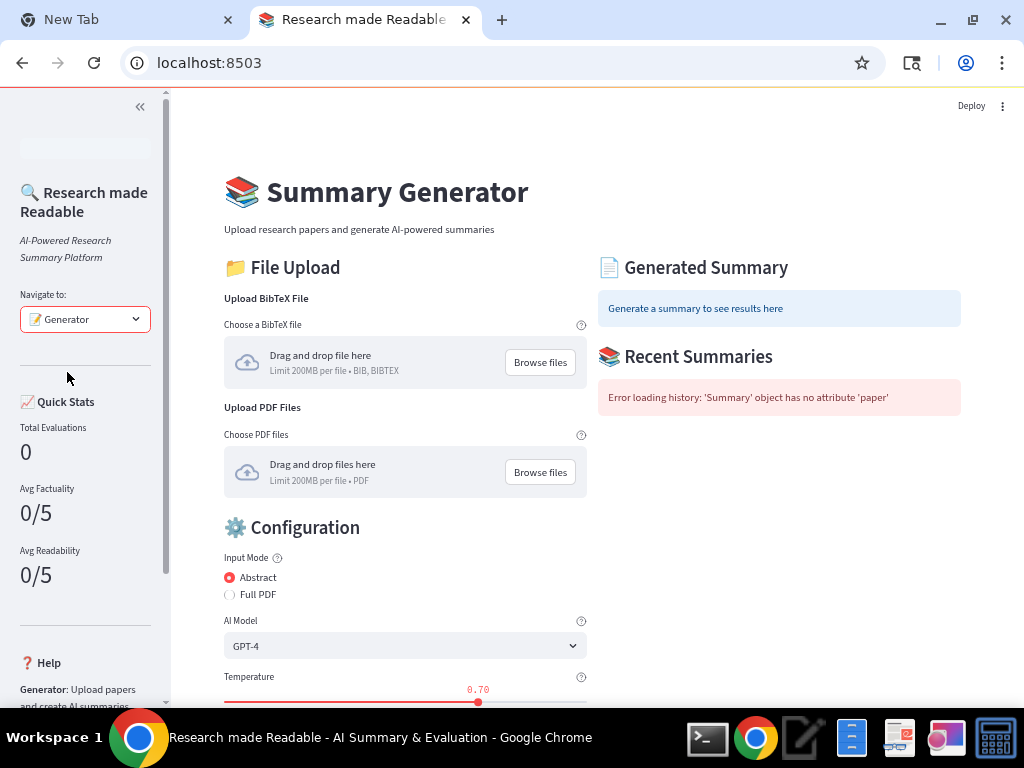 New Tab
Research made Readable
localhost:8503
Deploy
🔍 Research made
Readable
AI-Powered Research
Summary Platform
Navigate to:
📝 Generator
📈 Quick Stats
Total Evaluations
0
Avg Factuality
0/5
Avg Readability
0/5
❓ Help
Generator: Upload papers
and create AI summaries
📚 Summary Generator
Upload research papers and generate AI-powered summaries
📁 File Upload
Upload BibTeX File
Choose a BibTeX file
Drag and drop file here
Limit 200MB per file • BIB, BIBTEX
Browse files
Upload PDF Files
Choose PDF files
Drag and drop files here
Limit 200MB per file • PDF
Browse files
⚙️ Configuration
Input Mode
Abstract
Full PDF
AI Model
GPT-4
Temperature
0.70
📄 Generated Summary
Generate a summary to see results here
📚 Recent Summaries
Error loading history: 'Summary' object has no attribute 'paper'
Workspace 1
Research made Readable - AI Summary & Evaluation - Google Chrome